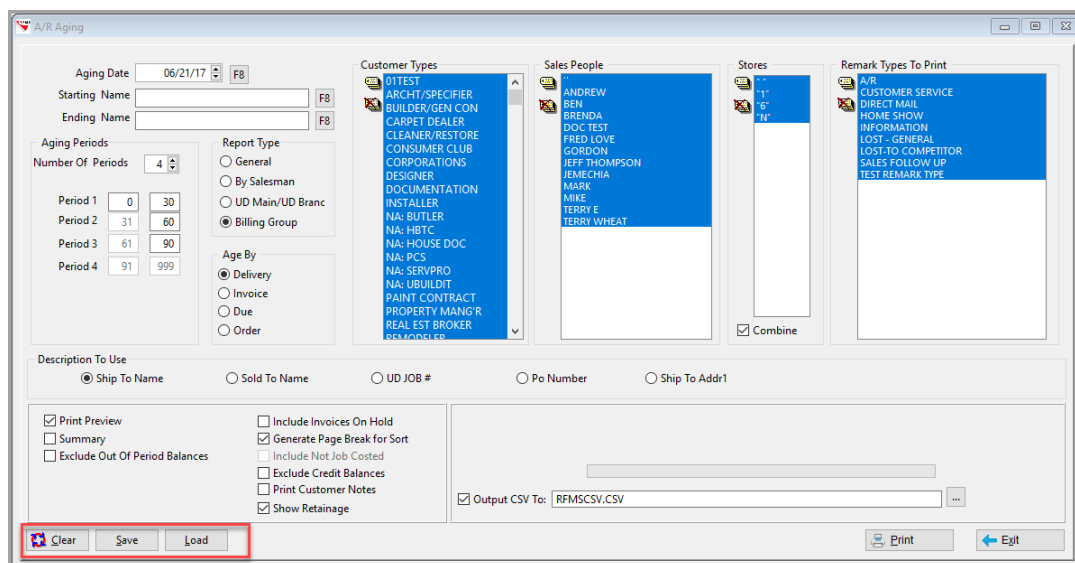 A/R Aging
Aging Date 06/21/17 F8
Starting Name F8
Ending Name F8
Aging Periods
Number Of Periods 4
Period 1 0 30
Period 2 31 60
Period 3 61 90
Period 4 91 999
Report Type
General
By Salesman
UD Main/UD Branc
Billing Group
Age By
Delivery
Invoice
Due
Order
Customer Types
01TEST
ARCHT/SPECIFIER
BUILDER/GEN CON
CARPET DEALER
CLEANER/RESTORE
CONSUMER CLUB
CORPORATIONS
DESIGNER
DOCUMENTATION
INSTALLER
NA: BUTLER
NA: HBTC
NA: HOUSE DOC
NA: PCS
NA: SERVPRO
NA: UBUILDIT
PAINT CONTRACT
PROPERTY MANG'R
REAL EST BROKER
REMODELER
Sales People
''
ANDREW
BEN
BRENDA
DOC TEST
FRED LOVE
GORDON
JEFF THOMPSON
JEMECHIA
MARK
MIKE
TERRY E
TERRY WHEAT
Stores
" "
"1"
"6"
"N"
Combine
Remark Types To Print
A/R
CUSTOMER SERVICE
DIRECT MAIL
HOME SHOW
INFORMATION
LOST - GENERAL
LOST-TO COMPETITOR
SALES FOLLOW UP
TEST REMARK TYPE
Description To Use
Ship To Name Sold To Name UD JOB # Po Number Ship To Addr1
Print Preview
Summary
Exclude Out Of Period Balances
Include Invoices On Hold
Generate Page Break for Sort
Include Not Job Costed
Exclude Credit Balances
Print Customer Notes
Show Retainage
Output CSV To: RFMSCSV.CSV ...
Clear Save Load Print Exit